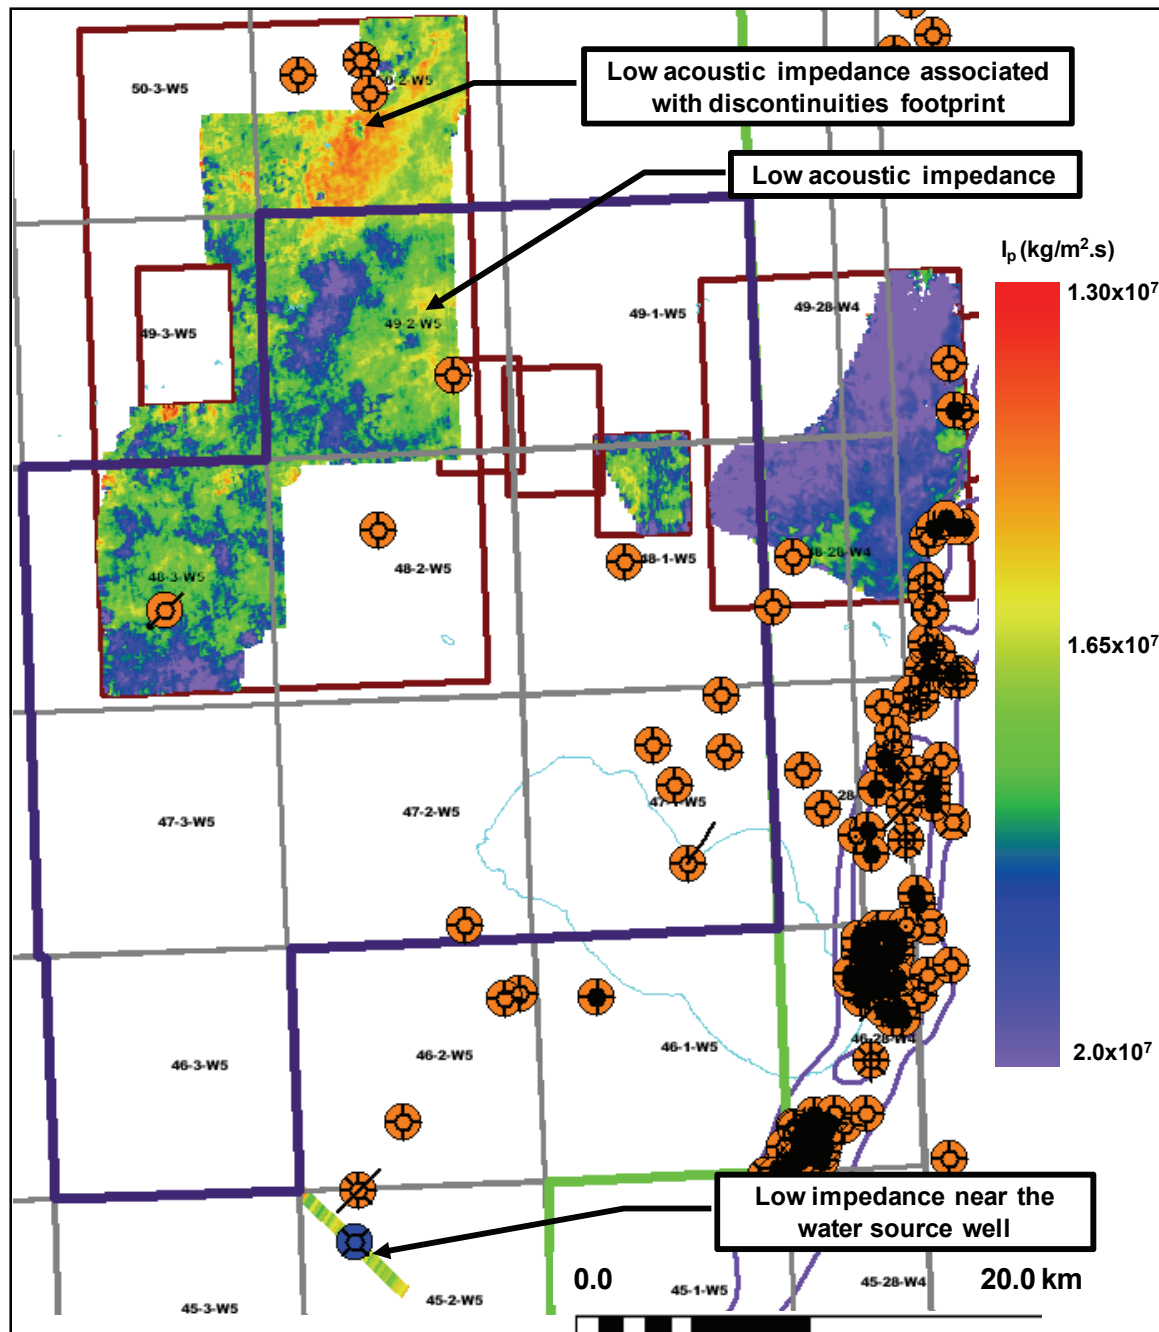 50-3-W5
0-2-W5
Low acoustic impedance associated
with discontinuities footprint
Low acoustic impedance
Ip (kg/m2.s)
1.30x10⁷
49-3-W5
49-2-W5
49-1-W5
49-28-W4
48-3-W5
48-2-W5
48-1-W5
48-28-W4
1.65x10⁷
47-3-W5
47-2-W5
47-1-W5
28
46-3-W5
46-2-W5
46-1-W5
46-28-W4
2.0x10⁷
Low impedance near the
water source well
0.0
20.0 km
45-3-W5
45-2-W5
45-1-W5
45-28-W4